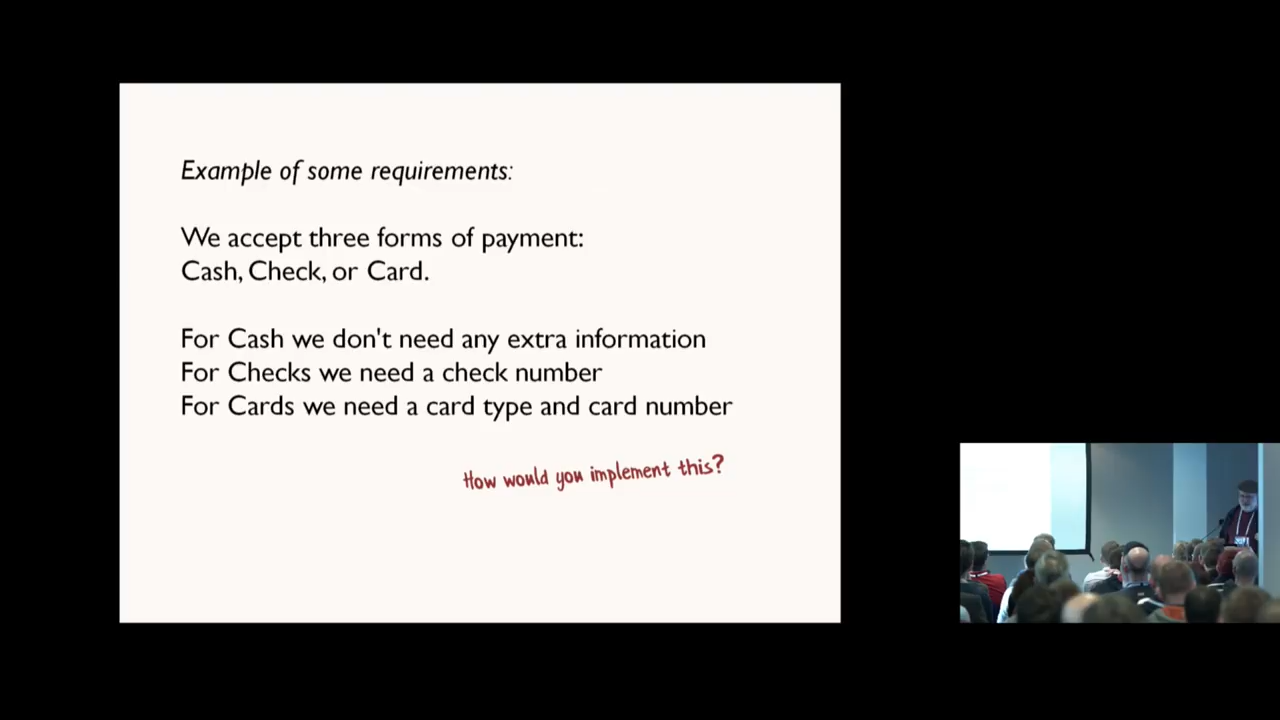 Example of some requirements:
We accept three forms of payment:
Cash, Check, or Card.
For Cash we don't need any extra information
For Checks we need a check number
For Cards we need a card type and card number
How would you implement this?